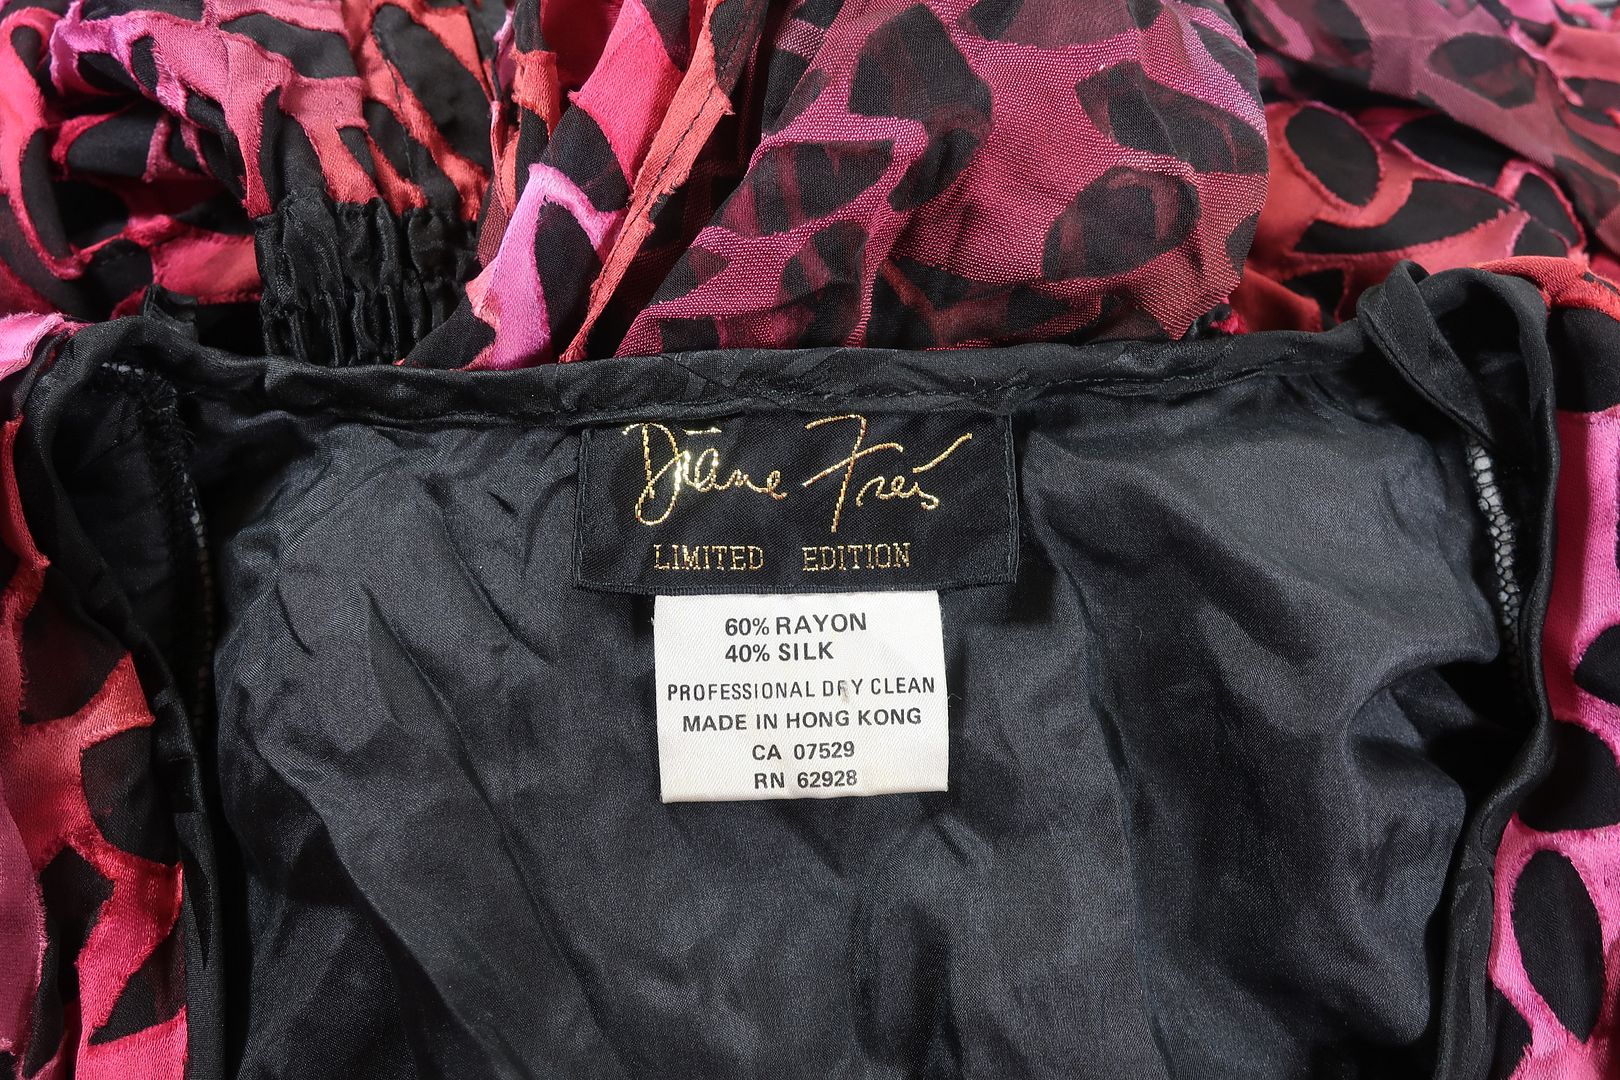 Diane Freis
LIMITED EDITION
60% RAYON
40% SILK
PROFESSIONAL DRY CLEAN
MADE IN HONG KONG
CA 07529
RN 62928